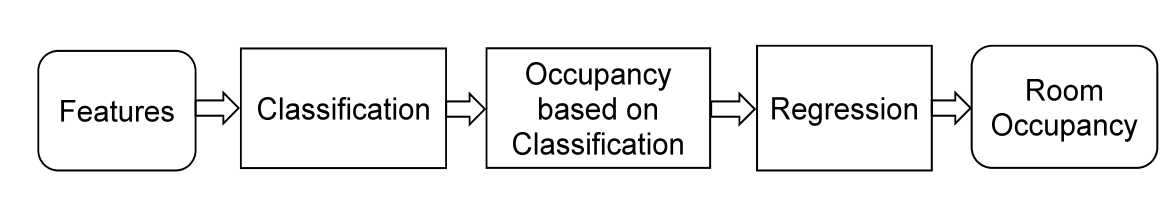 Features
Classification
Occupancy
based on
Classification
Regression
Room
Occupancy